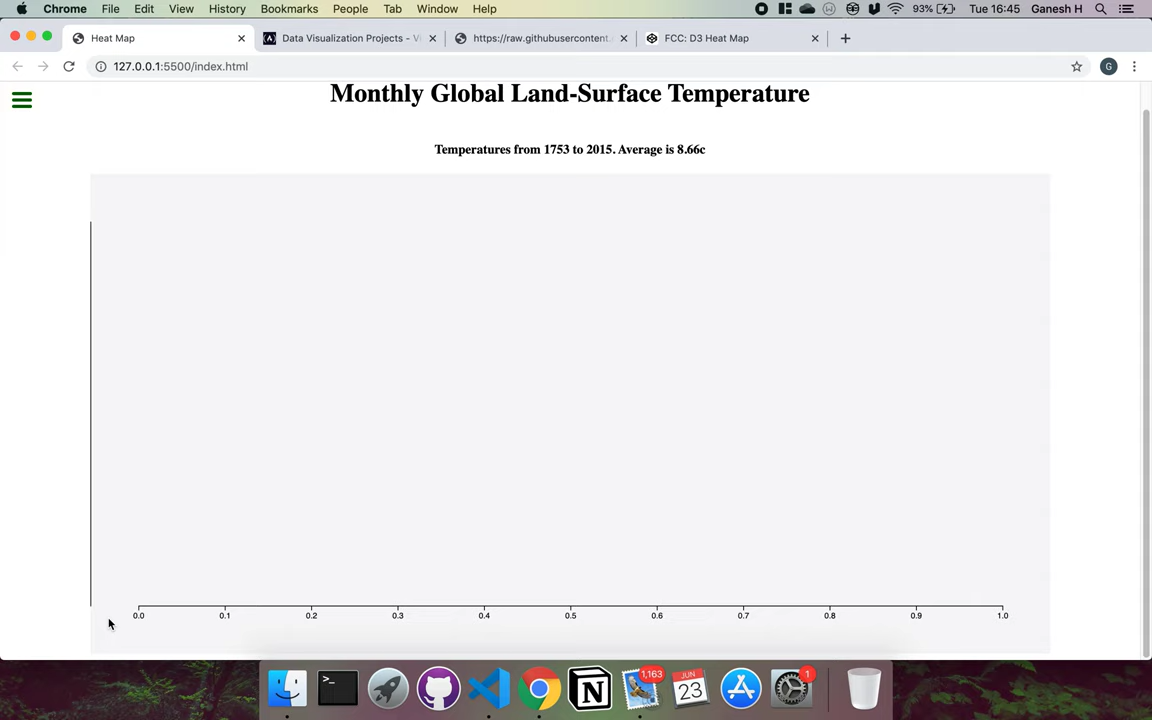 Chrome File Edit View History Bookmarks People Tab Window Help 93% Tue 16:45 Ganesh H
Heat Map Data Visualization Projects - Vi https://raw.githubusercontent. FCC: D3 Heat Map
127.0.0.1:5500/index.html G
Monthly Global Land-Surface Temperature
Temperatures from 1753 to 2015. Average is 8.66c
0.0 0.1 0.2 0.3 0.4 0.5 0.6 0.7 0.8 0.9 1.0
1,163 JUN 1
23